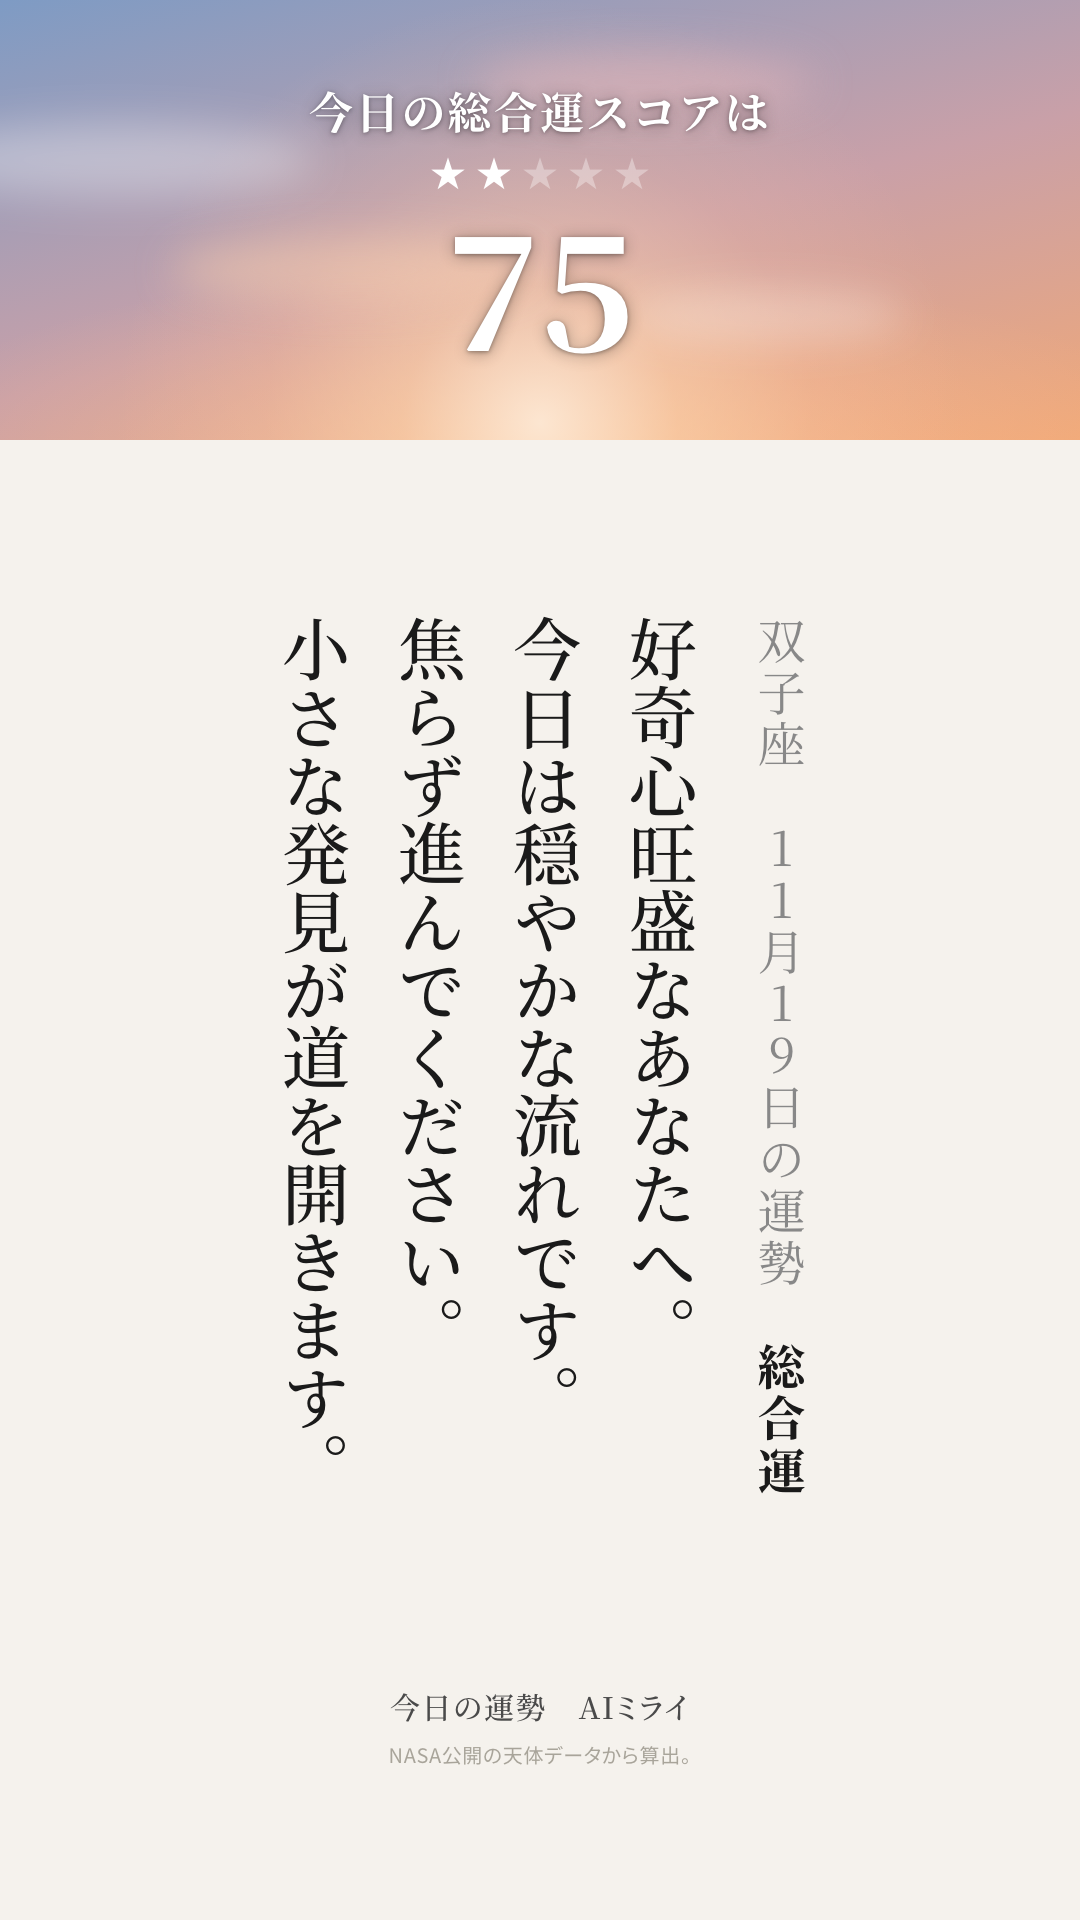 今日の総合運スコアは
★★★★★
75
双子座　11月19日の運勢　総合運
好奇心旺盛なあなたへ。
今日は穏やかな流れです。
焦らず進んでください。
小さな発見が道を開きます。
今日の運勢　AIミライ
NASA公開の天体データから算出。